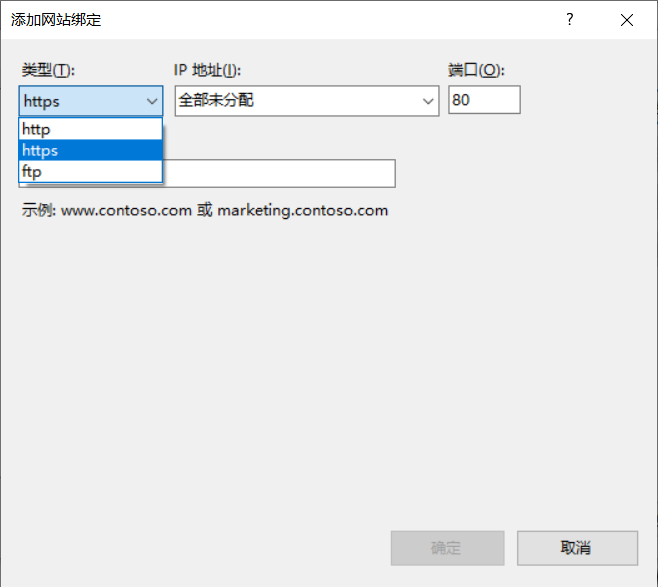 添加网站绑定 ?
类型(T): IP 地址(I): 端口(O):
https 全部未分配 80
http
https
ftp
示例: www.contoso.com 或 marketing.contoso.com
确定 取消